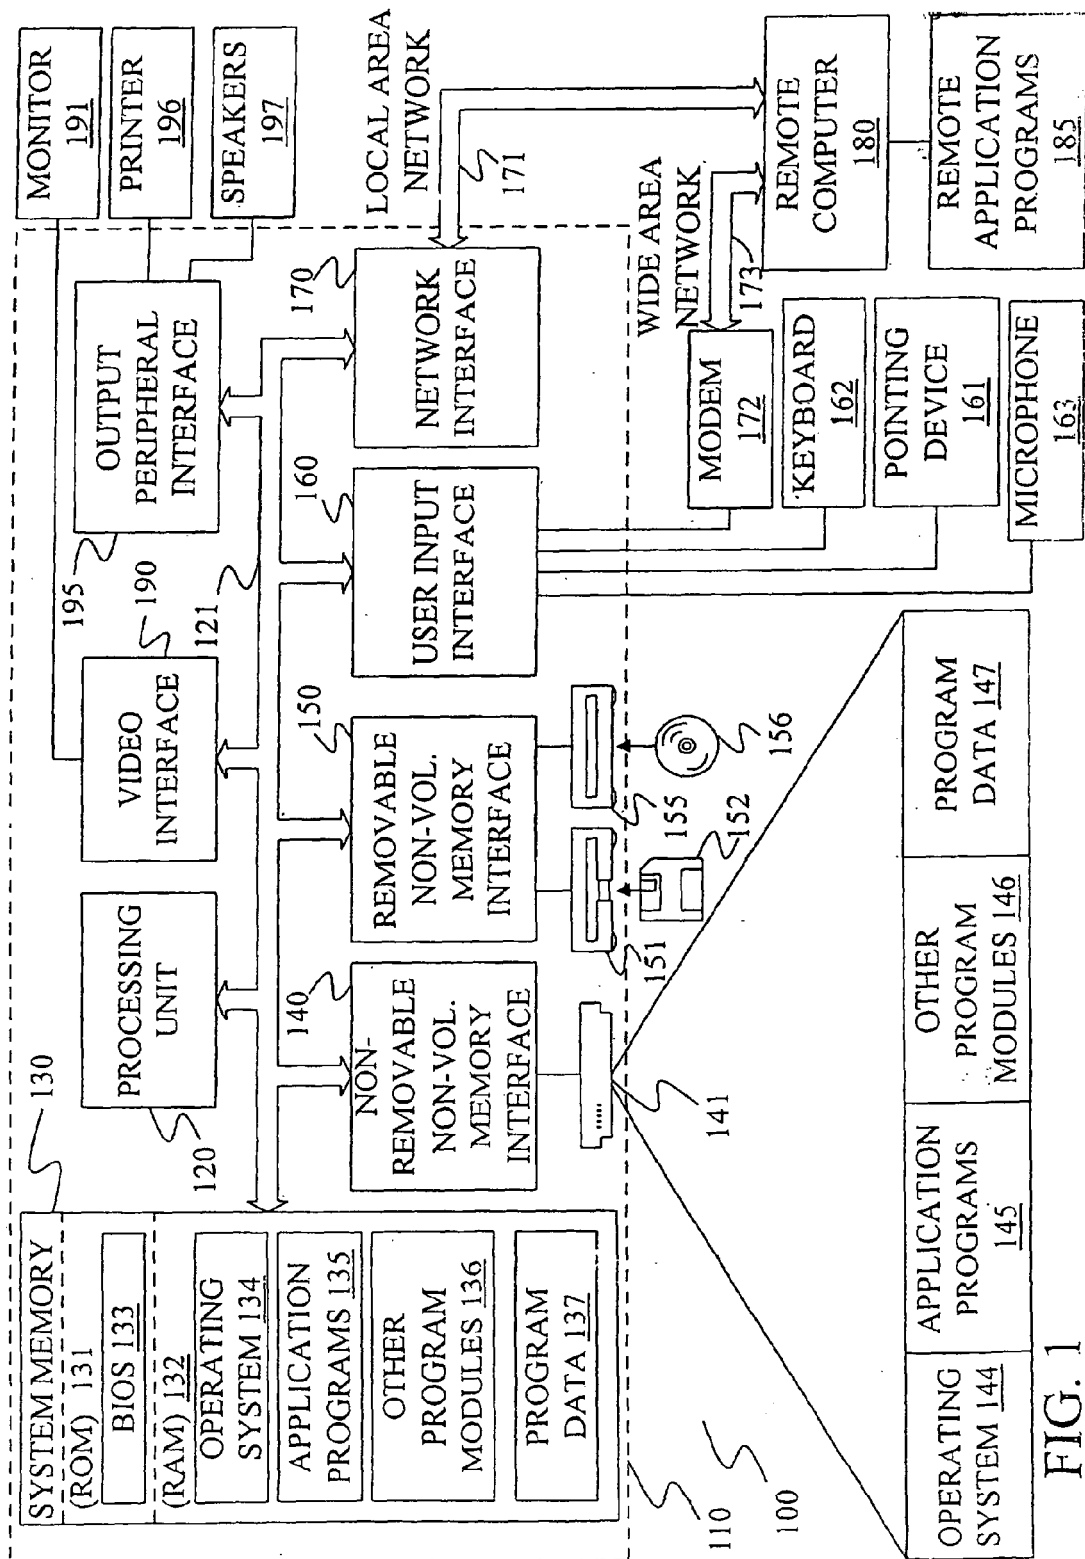 SYSTEM MEMORY
(ROM) 131
BIOS 133
(RAM) 132
OPERATING
SYSTEM 134
APPLICATION
PROGRAMS 135
OTHER
PROGRAM
MODULES 136
PROGRAM
DATA 137
130
PROCESSING
UNIT
120
VIDEO
INTERFACE
190
121
OUTPUT
PERIPHERAL
INTERFACE
195
MONITOR
191
PRINTER
196
SPEAKERS
197
NON-
REMOVABLE
NON-VOL.
MEMORY
INTERFACE
140
REMOVABLE
NON-VOL.
MEMORY
INTERFACE
150
USER INPUT
INTERFACE
160
NETWORK
INTERFACE
170
LOCAL AREA
NETWORK
171
141
151
152
155
156
WIDE AREA
NETWORK
173
MODEM
172
KEYBOARD
162
POINTING
DEVICE
161
MICROPHONE
163
REMOTE
COMPUTER
180
REMOTE
APPLICATION
PROGRAMS
185
110
100
OPERATING
SYSTEM 144
APPLICATION
PROGRAMS
145
OTHER
PROGRAM
MODULES 146
PROGRAM
DATA 147
FIG. 1